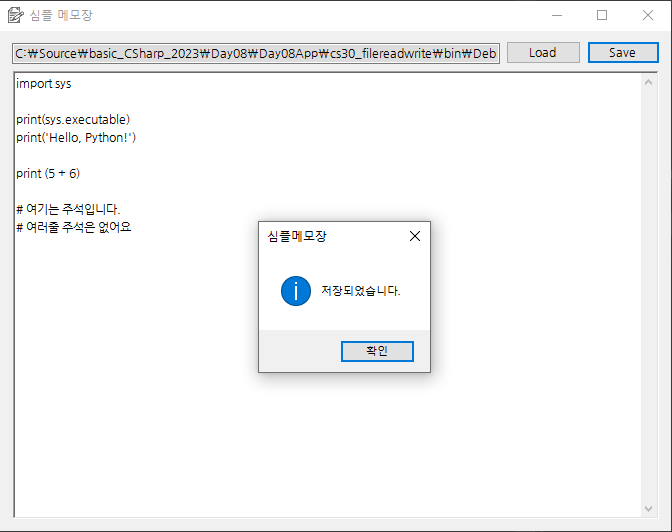 심플 메모장
C:￦Source￦basic_CSharp_2023￦Day08￦Day08App￦cs30_filereadwrite￦bin￦Deb
Load
Save
import sys
print(sys.executable)
print('Hello, Python!')
print (5 + 6)
# 여기는 주석입니다.
# 여러줄 주석은 없어요
심플메모장
저장되었습니다.
확인